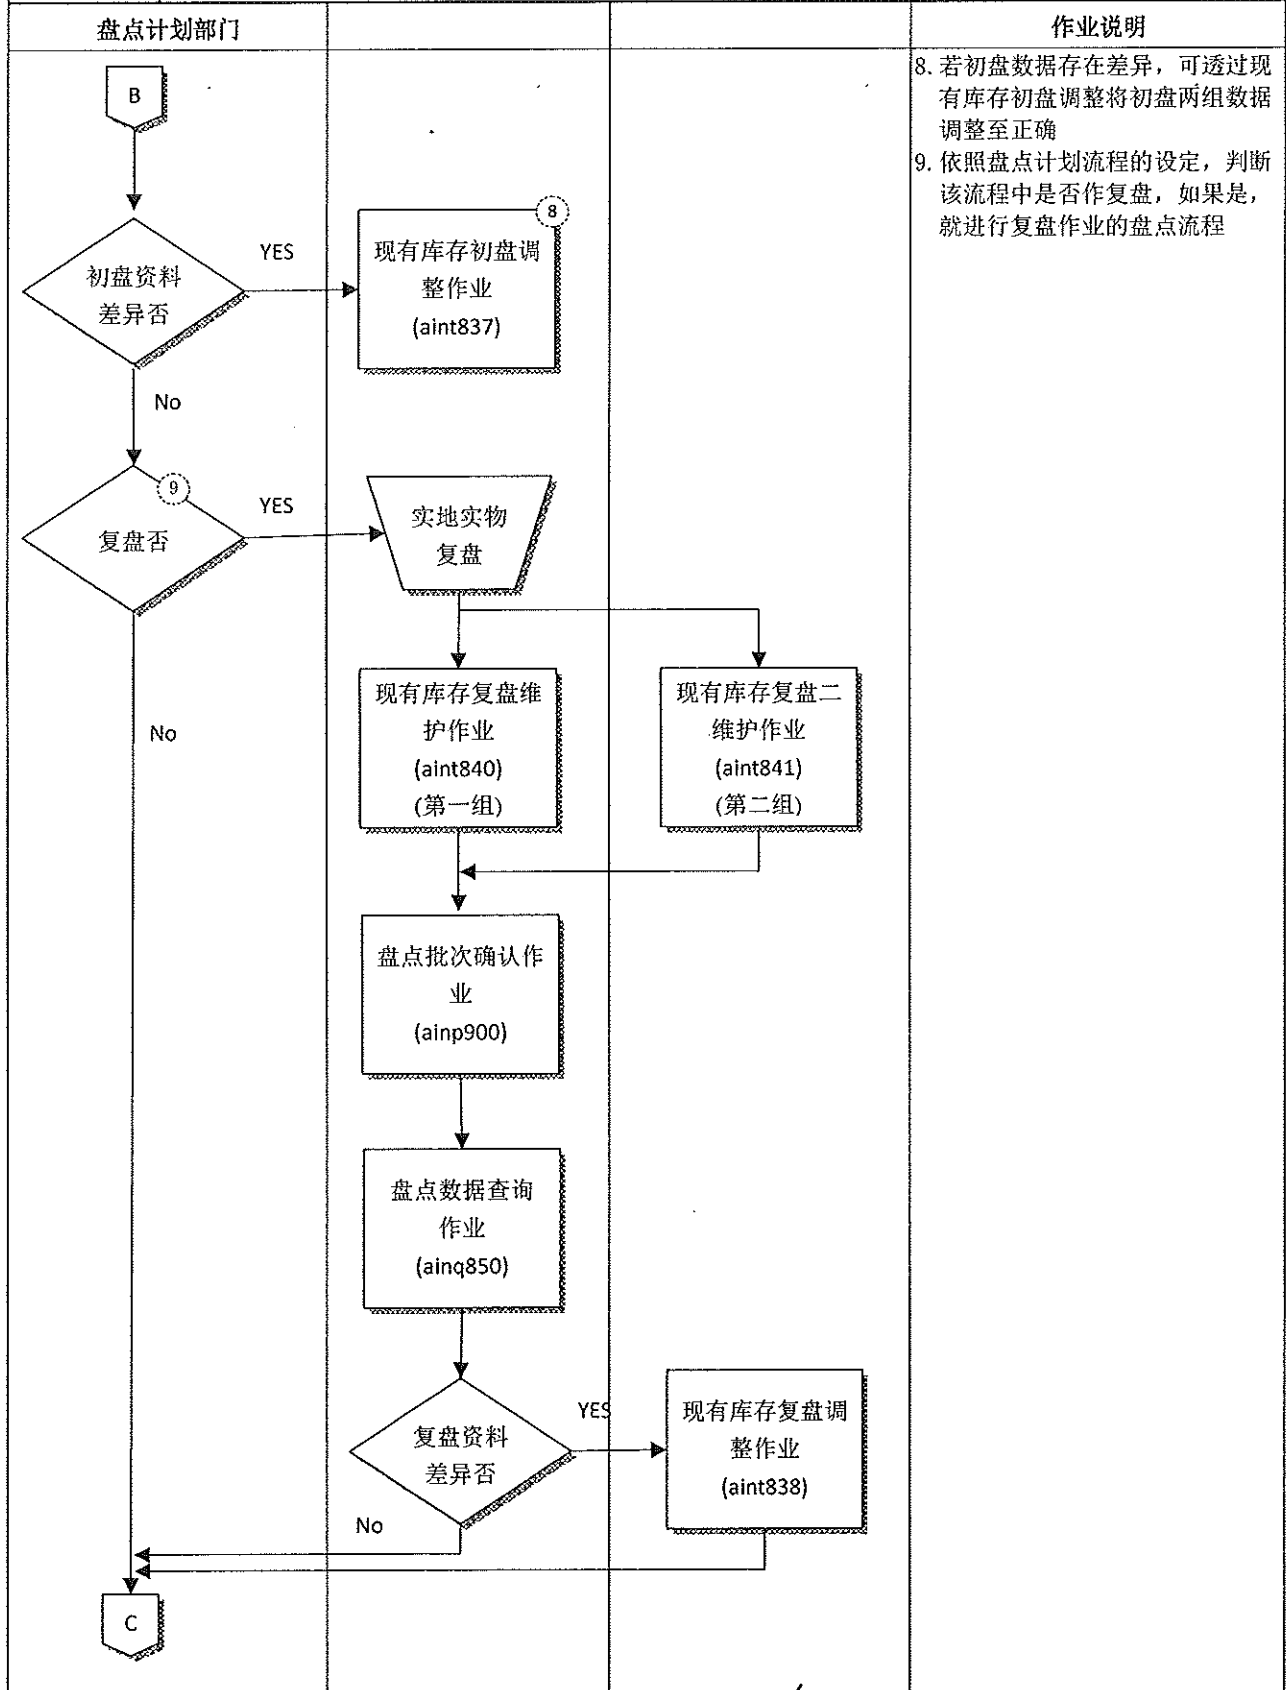 盘点计划部门
作业说明
B
8. 若初盘数据存在差异，可透过现
有库存初盘调整将初盘两组数据
调整至正确
9. 依照盘点计划流程的设定，判断
该流程中是否作复盘，如果是，
就进行复盘作业的盘点流程
初盘资料
差异否
YES
8
现有库存初盘调
整作业
(aint837)
No
9
复盘否
YES
实地实物
复盘
No
现有库存复盘维
护作业
(aint840)
(第一组)
现有库存复盘二
维护作业
(aint841)
(第二组)
盘点批次确认作
业
(ainp900)
盘点数据查询
作业
(ainq850)
复盘资料
差异否
YES
现有库存复盘调
整作业
(aint838)
No
C